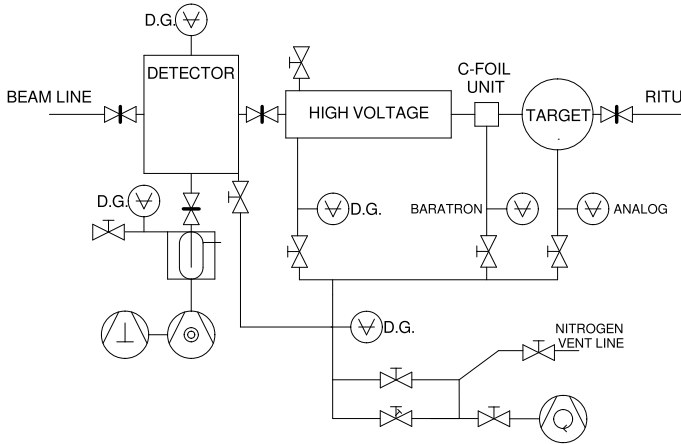 D.G.
DETECTOR
C-FOIL
UNIT
BEAM LINE
HIGH VOLTAGE
TARGET
RITU
D.G.
D.G.
BARATRON
ANALOG
D.G.
NITROGEN
VENT LINE